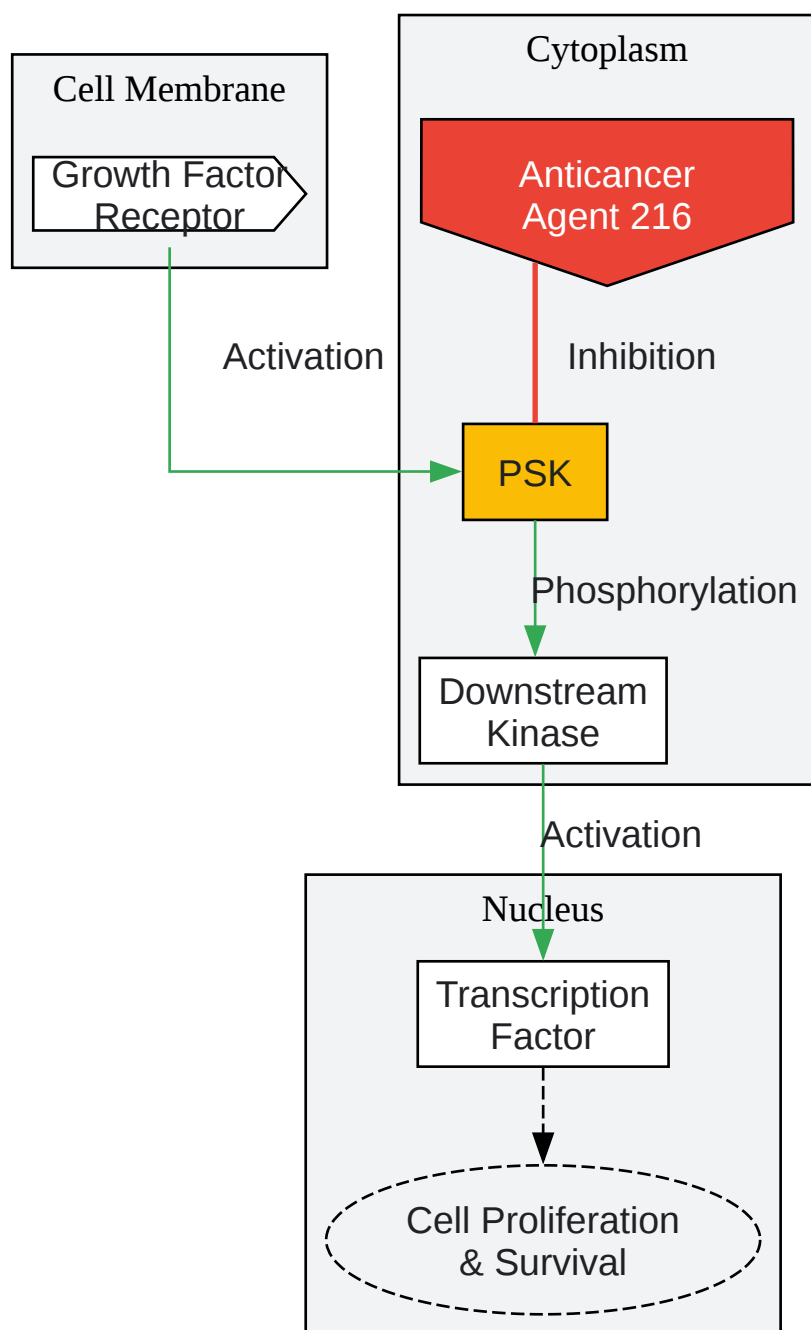 Cell Membrane
Growth Factor
Receptor
Cytoplasm
Anticancer
Agent 216
Activation
Inhibition
PSK
Phosphorylation
Downstream
Kinase
Activation
Nucleus
Transcription
Factor
Cell Proliferation
& Survival